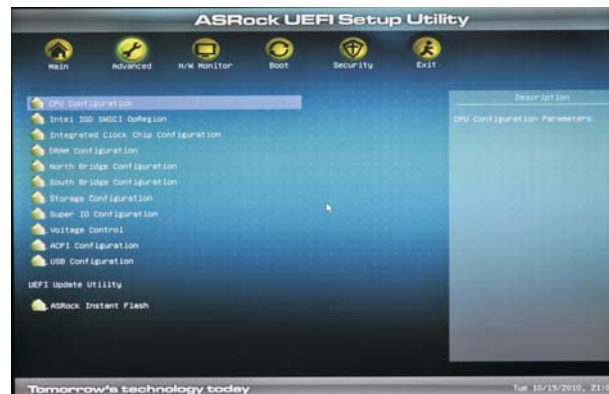 ASRock UEFI Setup Utility
Main Advanced H/W Monitor Boot Security Exit
CPU Configuration
Intel IGD SWSCI OpRegion
Integrated Clock Chip Configuration
DRAM Configuration
North Bridge Configuration
South Bridge Configuration
Storage Configuration
Super IO Configuration
Voltage Control
ACPI Configuration
USB Configuration
UEFI Update Utility
ASRock Instant Flash
Description
CPU Configuration Parameters
Tomorrow's technology today
Tue 10/19/2010,